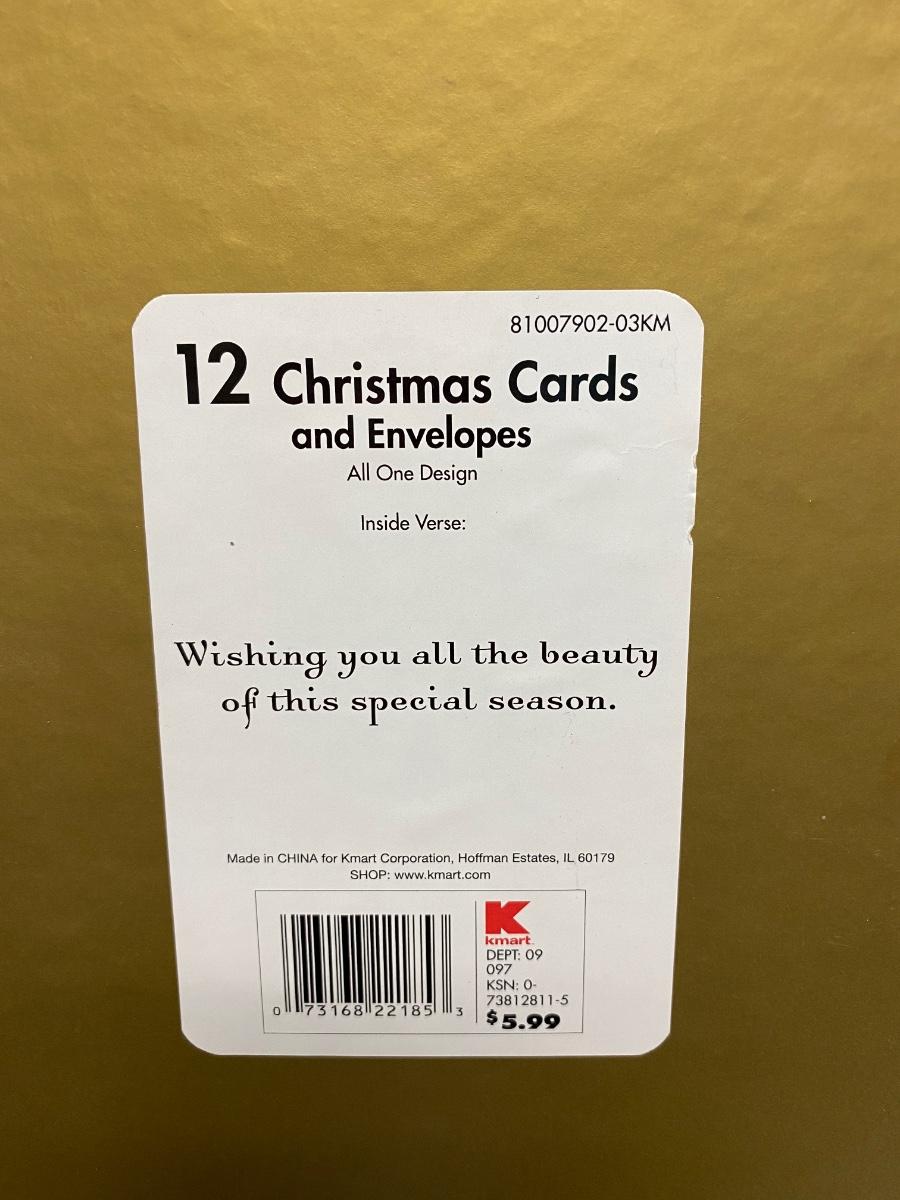 81007902-03KM
12 Christmas Cards
and Envelopes
All One Design
Inside Verse:
Wishing you all the beauty
of this special season.
Made in CHINA for Kmart Corporation, Hoffman Estates, IL 60179
SHOP: www.kmart.com
K
kmart.
DEPT: 09
097
KSN: 0-
73812811-5
$5.99
0 73168 22185 3